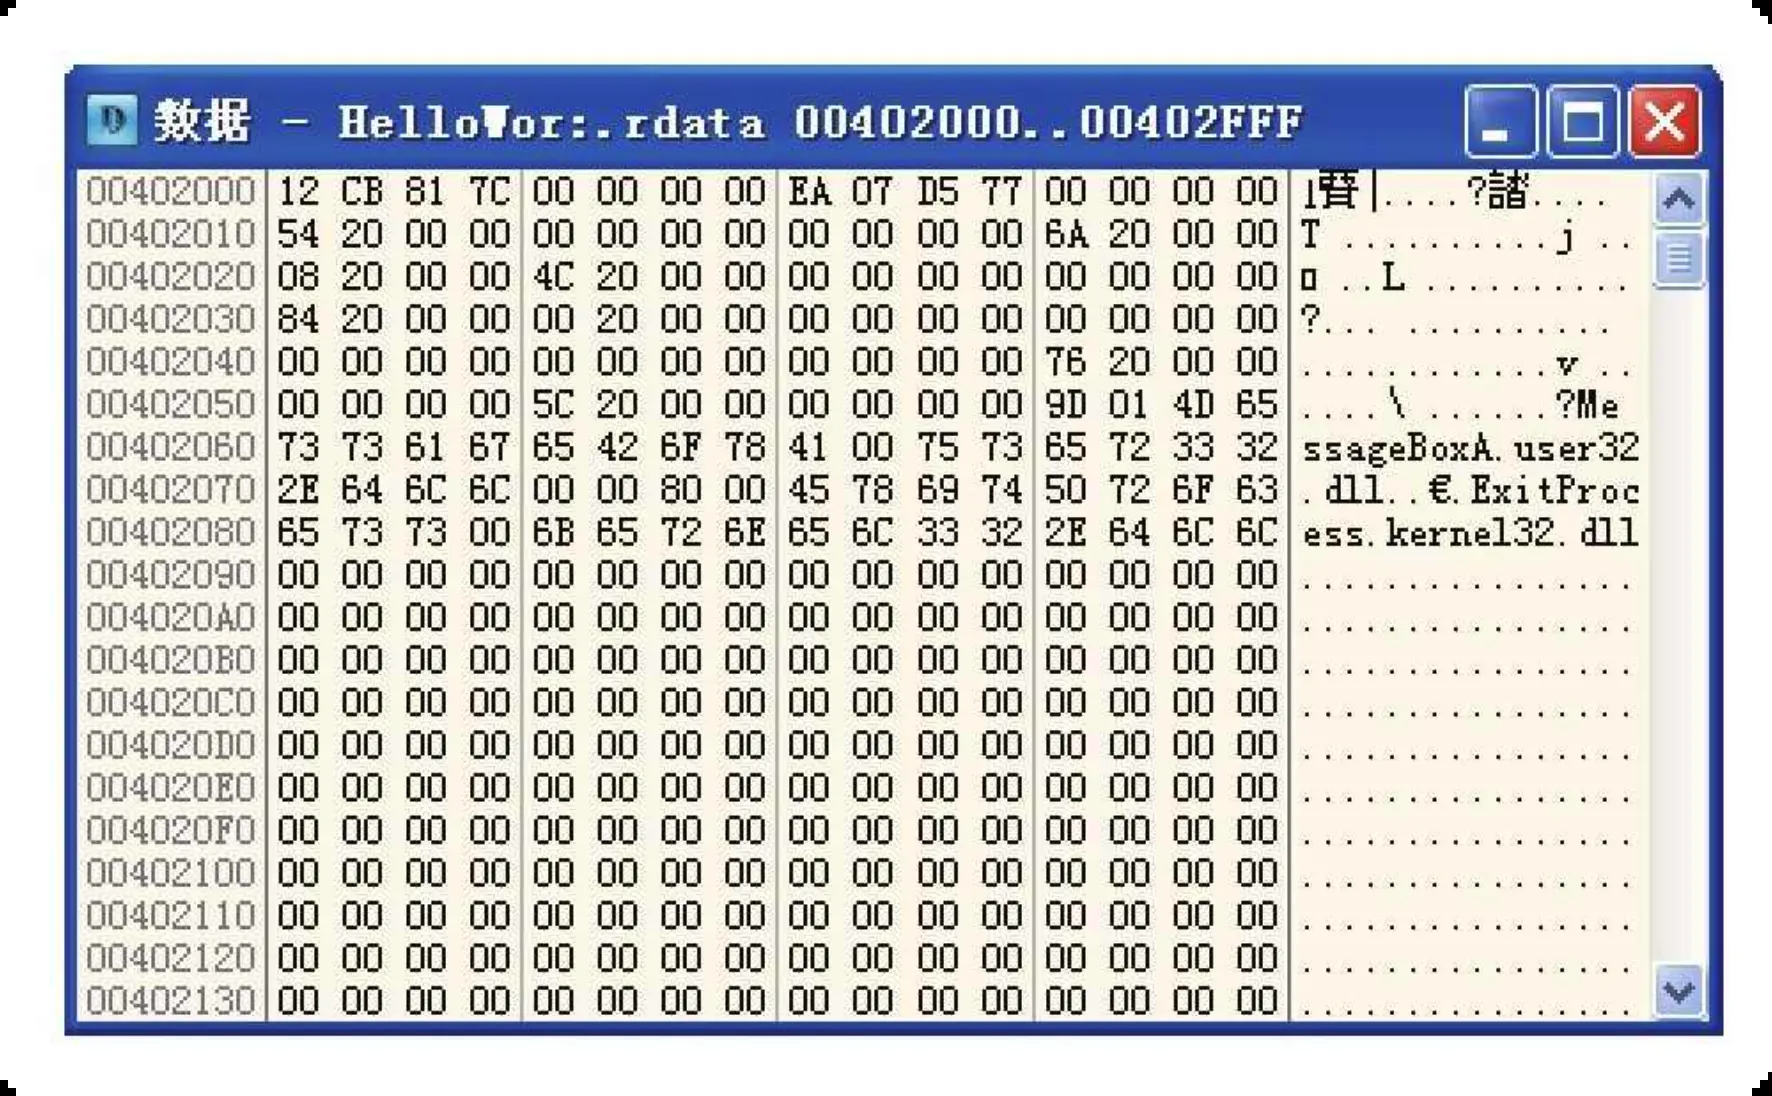 数据 - HelloWor:.rdata 00402000..00402FFF
00402000 12 CB 81 7C 00 00 00 00 EA 07 D5 77 00 00 00 00 |....?諸....
00402010 54 20 00 00 00 00 00 00 00 00 00 00 6A 20 00 00 T ..........j ..
00402020 08 20 00 00 4C 20 00 00 00 00 00 00 00 00 00 00 ..L ..........
00402030 84 20 00 00 00 20 00 00 00 00 00 00 00 00 00 00 ?... ..........
00402040 00 00 00 00 00 00 00 00 00 00 00 00 76 20 00 00 ............v ..
00402050 00 00 00 00 5C 20 00 00 00 00 00 00 9D 01 4D 65 ....\ ......?Me
00402060 73 73 61 67 65 42 6F 78 41 00 75 73 65 72 33 32 ssageBoxA.user32
00402070 2E 64 6C 6C 00 00 80 00 45 78 69 74 50 72 6F 63 .dll..€.ExitProc
00402080 65 73 73 00 6B 65 72 6E 65 6C 33 32 2E 64 6C 6C ess.kernel32.dll
00402090 00 00 00 00 00 00 00 00 00 00 00 00 00 00 00 00 ................
004020A0 00 00 00 00 00 00 00 00 00 00 00 00 00 00 00 00 ................
004020B0 00 00 00 00 00 00 00 00 00 00 00 00 00 00 00 00 ................
004020C0 00 00 00 00 00 00 00 00 00 00 00 00 00 00 00 00 ................
004020D0 00 00 00 00 00 00 00 00 00 00 00 00 00 00 00 00 ................
004020E0 00 00 00 00 00 00 00 00 00 00 00 00 00 00 00 00 ................
004020F0 00 00 00 00 00 00 00 00 00 00 00 00 00 00 00 00 ................
00402100 00 00 00 00 00 00 00 00 00 00 00 00 00 00 00 00 ................
00402110 00 00 00 00 00 00 00 00 00 00 00 00 00 00 00 00 ................
00402120 00 00 00 00 00 00 00 00 00 00 00 00 00 00 00 00 ................
00402130 00 00 00 00 00 00 00 00 00 00 00 00 00 00 00 00 ................